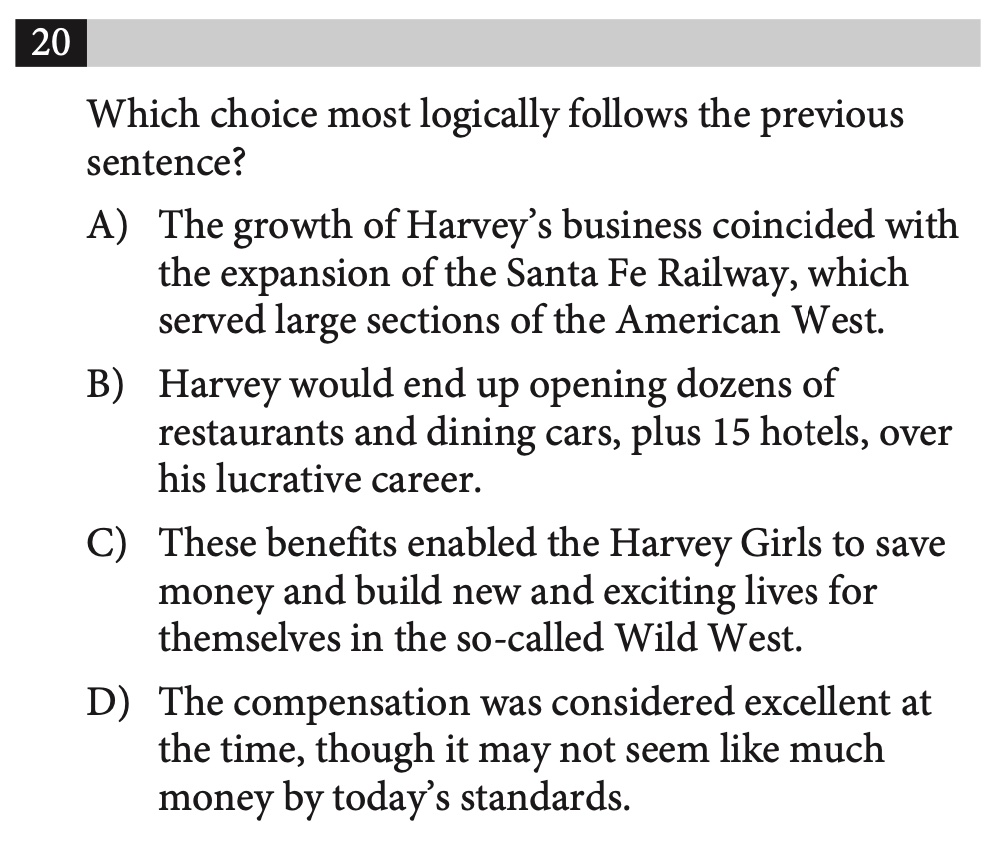 20
Which choice most logically follows the previous
sentence?
A) The growth of Harvey’s business coincided with
the expansion of the Santa Fe Railway, which
served large sections of the American West.
B) Harvey would end up opening dozens of
restaurants and dining cars, plus 15 hotels, over
his lucrative career.
C) These benefits enabled the Harvey Girls to save
money and build new and exciting lives for
themselves in the so-called Wild West.
D) The compensation was considered excellent at
the time, though it may not seem like much
money by today’s standards.